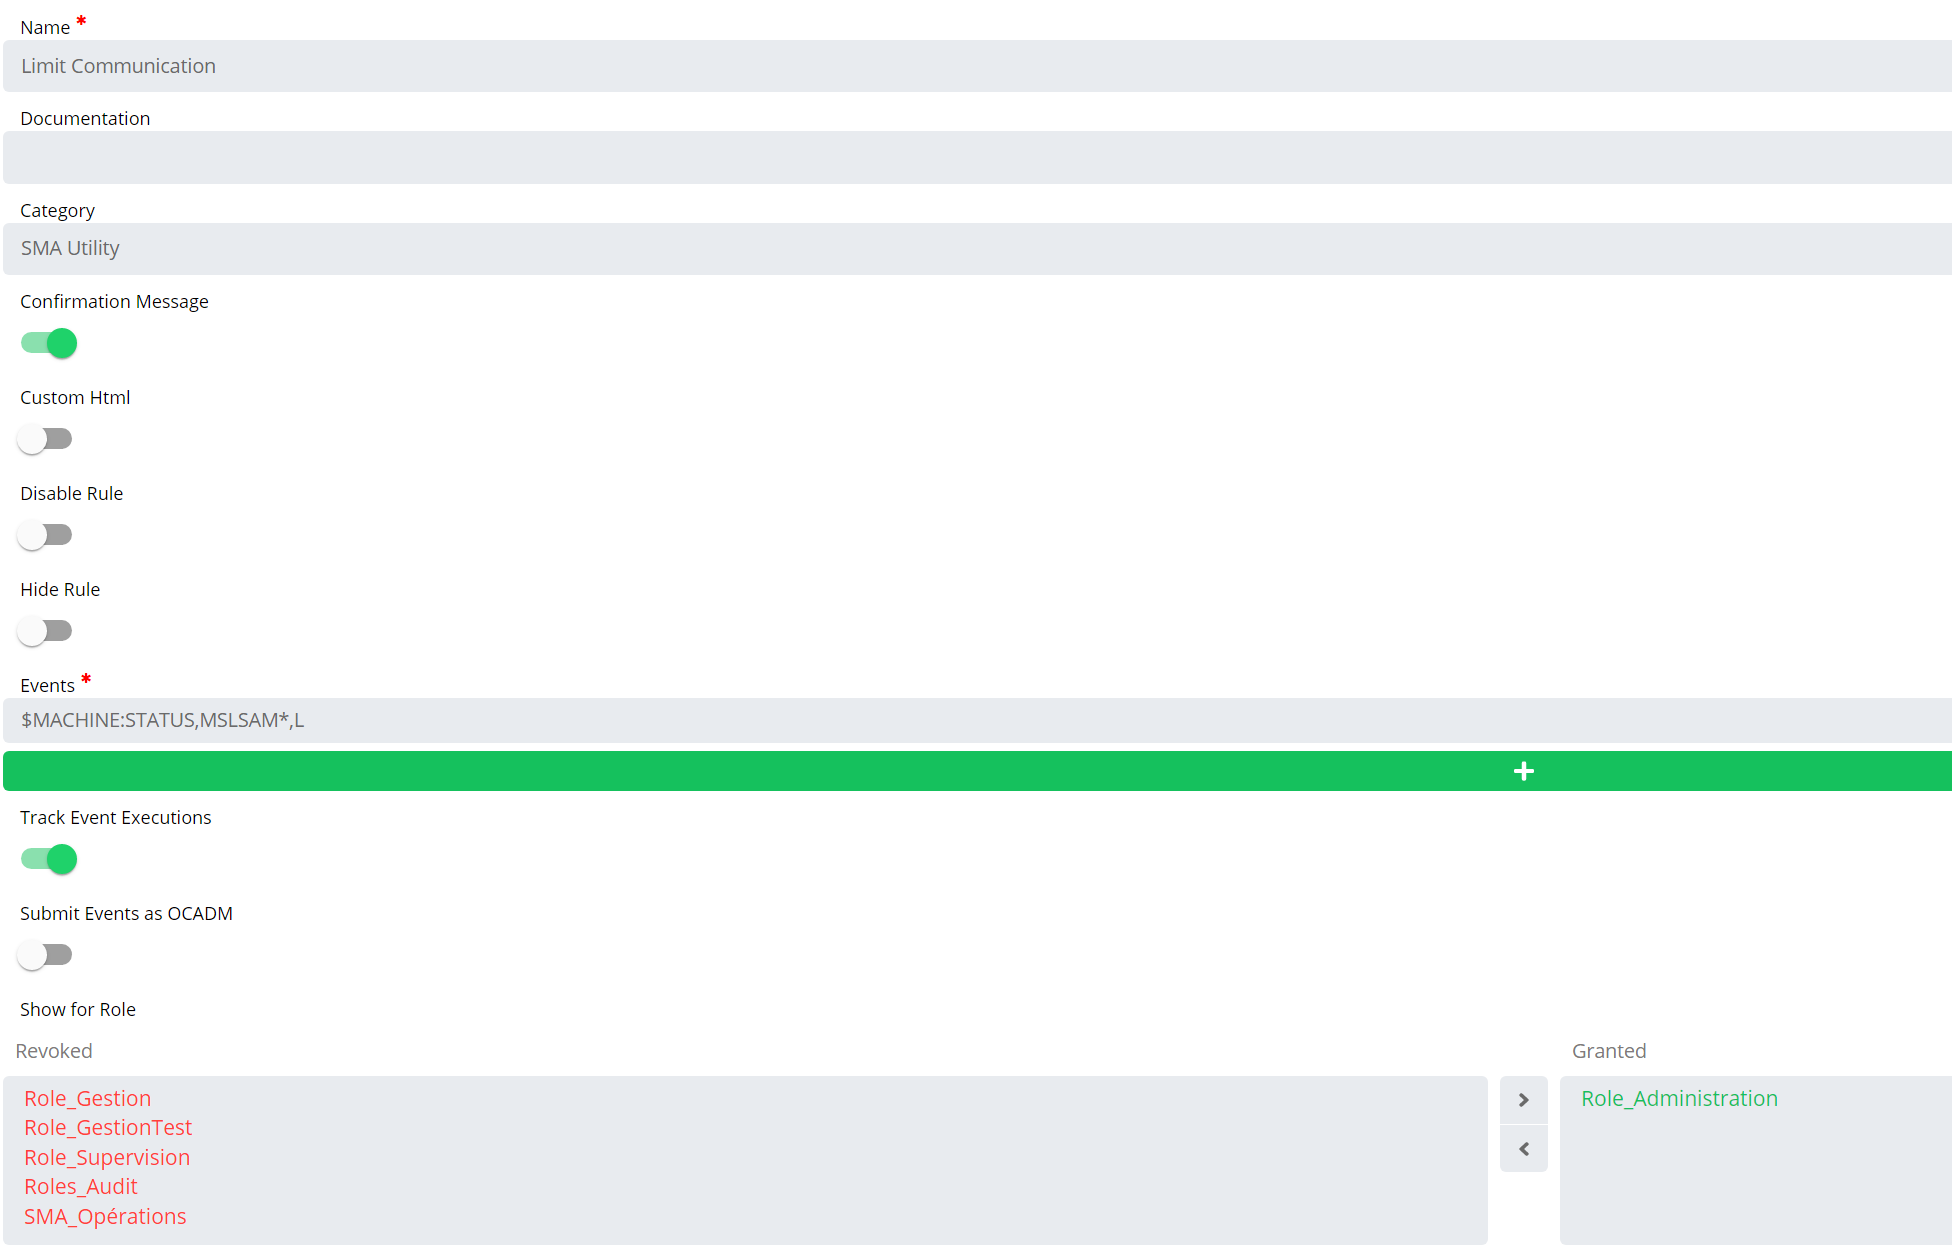 Name *
Limit Communication
Documentation
Category
SMA Utility
Confirmation Message
Custom Html
Disable Rule
Hide Rule
Events *
$MACHINE:STATUS,MSLSAM*,L
Track Event Executions
Submit Events as OCADM
Show for Role
Revoked
Granted
Role_Gestion
Role_GestionTest
Role_Supervision
Roles_Audit
SMA_Opérations
Role_Administration